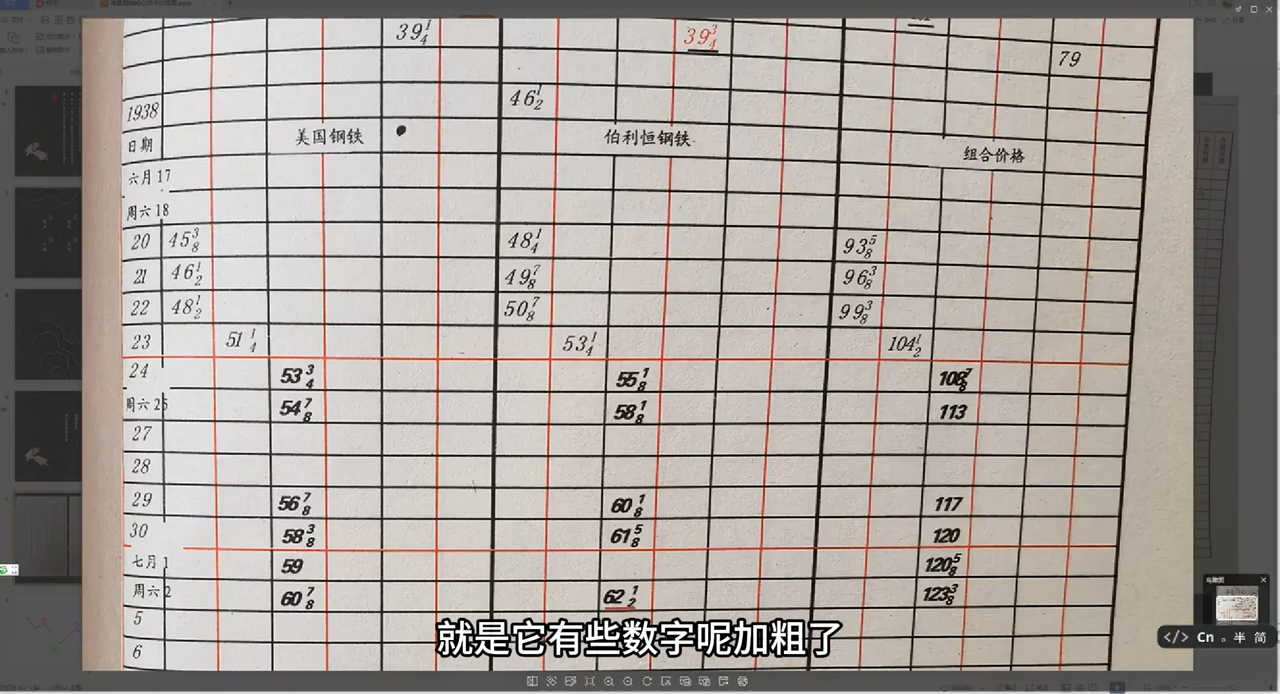 39 1/4 39 3/4
79
1938 46 1/2
日期 美国钢铁 伯利恒钢铁 组合价格
六月17
周六18
20 45 3/8 48 1/4 93 5/8
21 46 1/2 49 7/8 96 3/8
22 48 1/2 50 7/8 99 3/8
23 51 1/4 53 1/4 104 1/2
24 53 3/4 55 1/8 108 7/8
周六25 54 7/8 58 1/8 113
27
28
29 56 7/8 60 1/8 117
30 58 3/8 61 5/8 120
七月1 59 120 5/8
周六2 60 7/8 62 1/2 123 3/8
5
6
就是它有些数字呢加粗了
</> Cn 。半 简